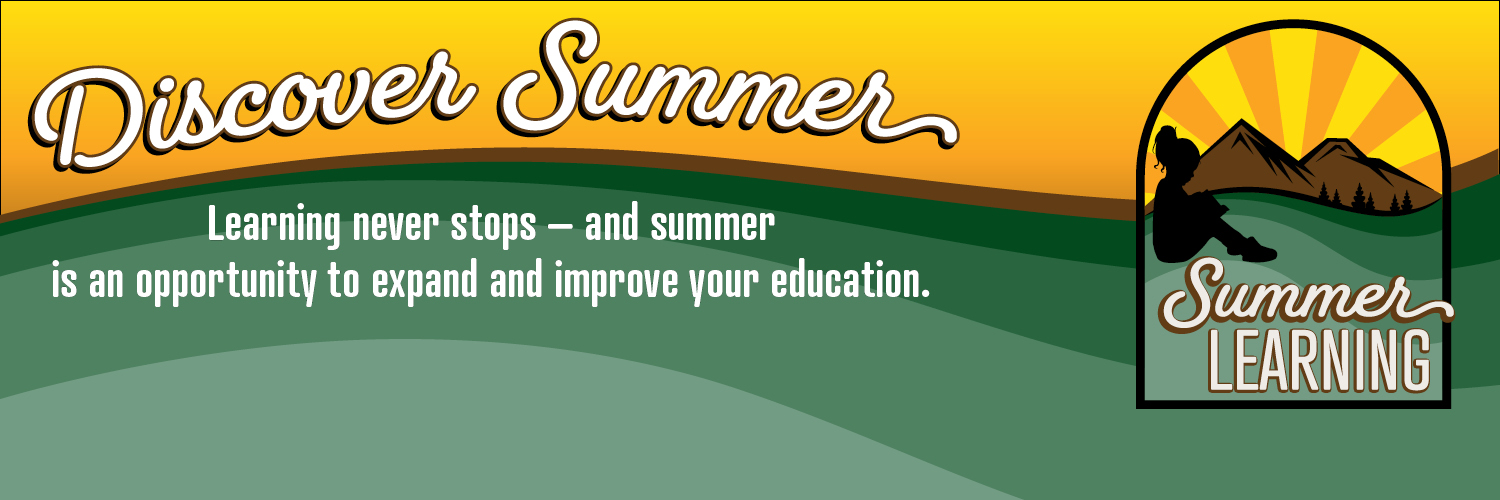 Discover Summer
Learning never stops – and summer
is an opportunity to expand and improve your education.
Summer
LEARNING